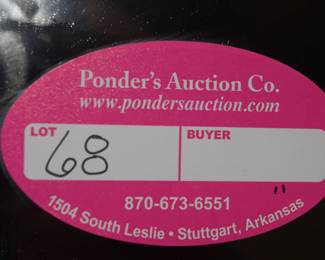 Ponder's Auction Co.
www.pondersauction.com
LOT
68
BUYER
870-673-6551
1504 South Leslie • Stuttgart, Arkansas
"